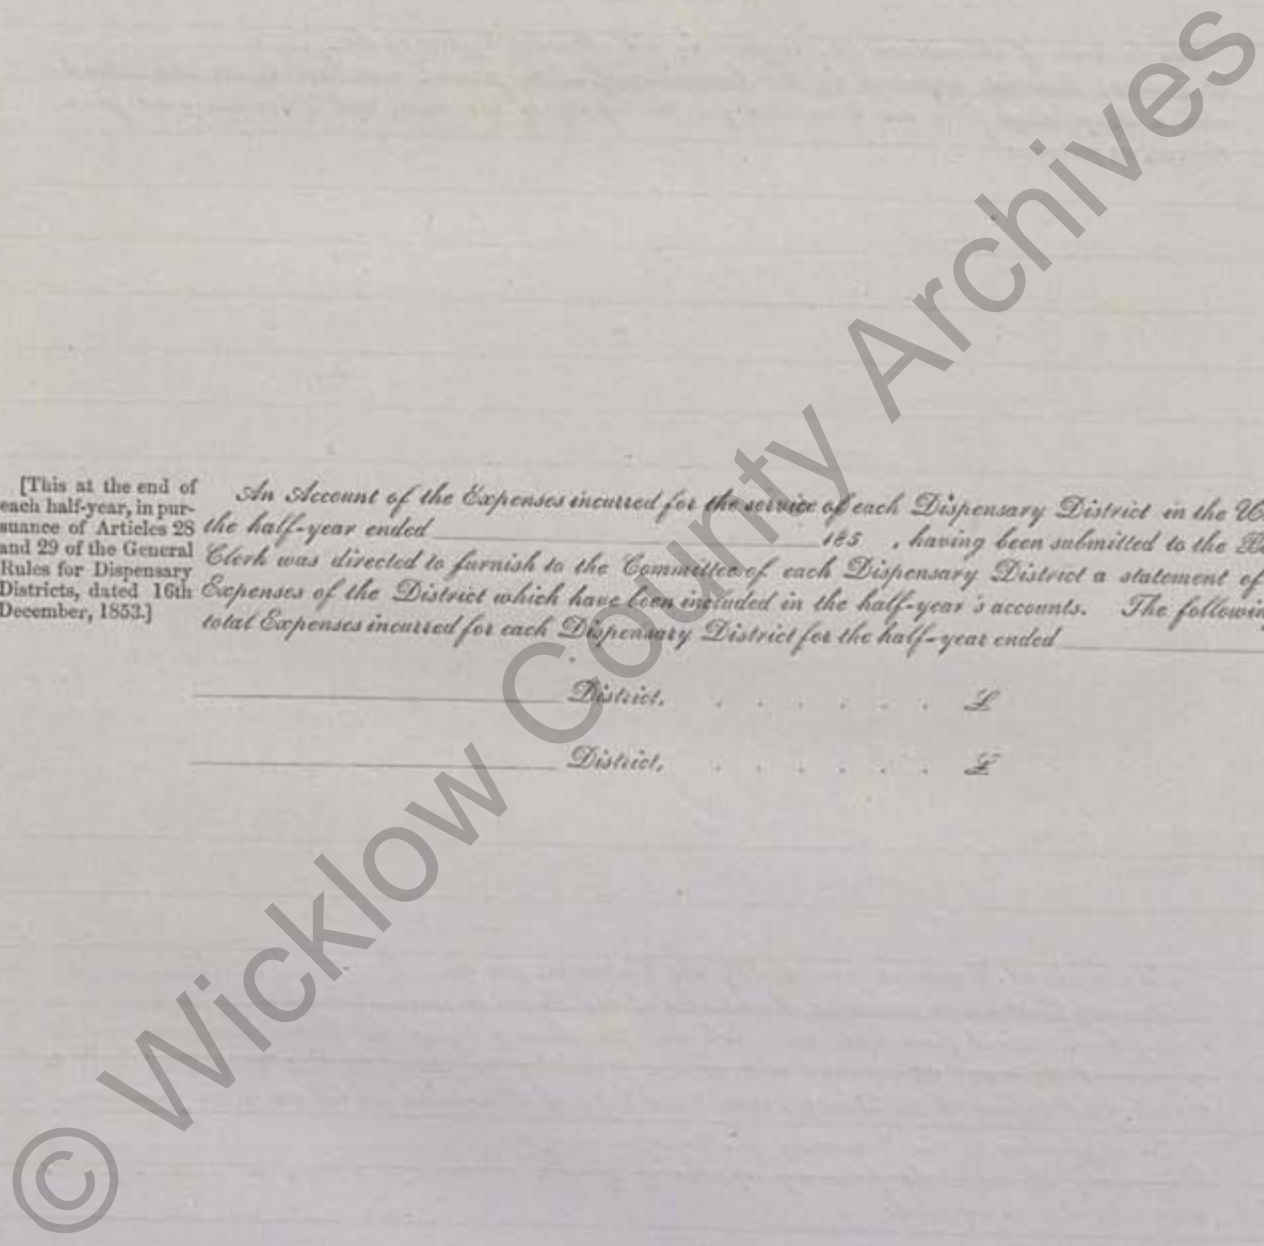 [This at the end of
each half-year, in pur-
suance of Articles 28
and 29 of the General
Rules for Dispensary
Districts, dated 16th
December, 1853.]
An Account of the Expenses incurred for the service of each Dispensary District in the
the half-year ended 185 , having been submitted to the
Clerk was directed to furnish to the Committee of each Dispensary District a statement of
Expenses of the District which have been included in the half-year's accounts. The following
total Expenses incurred for each Dispensary District for the half-year ended
District, . . . . . . £
District, . . . . . . £
© Wicklow County Archives